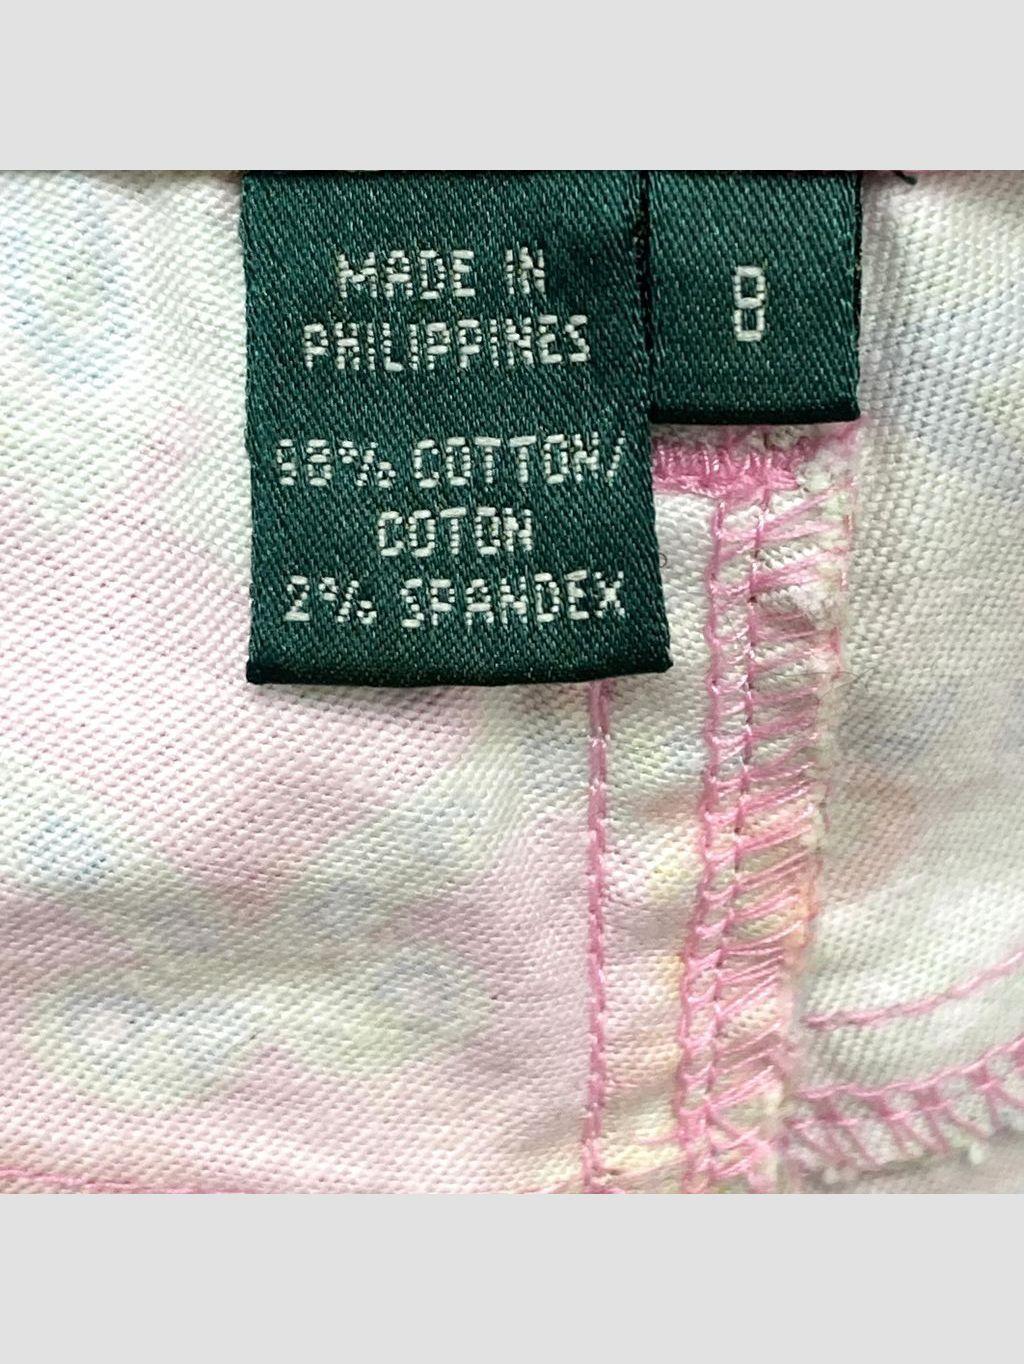 MADE IN
PHILIPPINES
98% COTTON/
COTON
2% SPANDEX
8